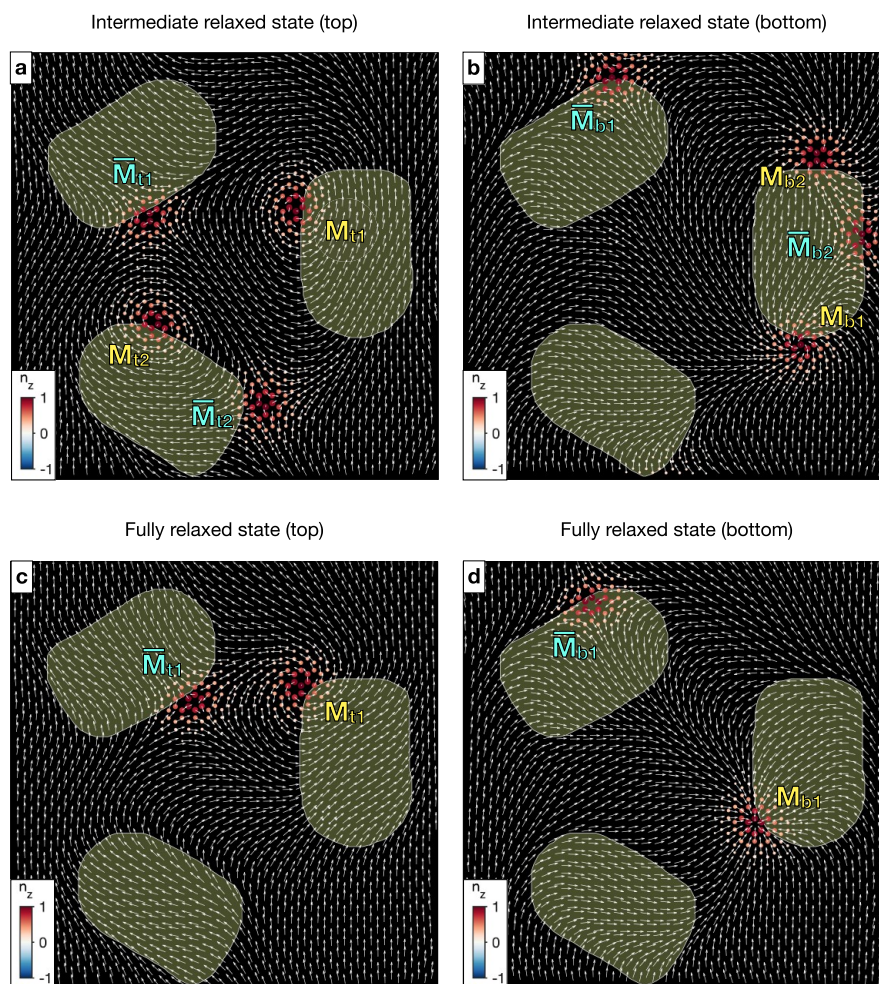 Intermediate relaxed state (top)
Intermediate relaxed state (bottom)
a
M̅t1
Mt1
Mt2
M̅t2
nz
1
0
-1
b
M̅b1
Mb2
M̅b2
Mb1
nz
1
0
-1
Fully relaxed state (top)
Fully relaxed state (bottom)
c
M̅t1
Mt1
nz
1
0
-1
d
M̅b1
Mb1
nz
1
0
-1